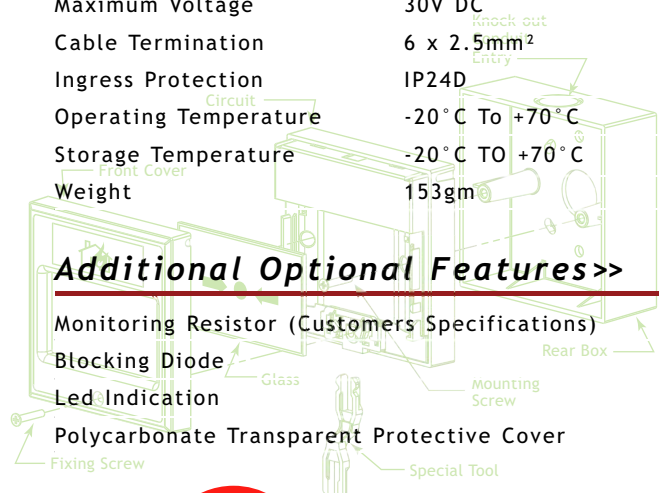 Maximum Voltage 30V DC
Knock out
Conduit
Entry
Cable Termination 6 x 2.5mm²
Ingress Protection IP24D
Circuit
Operating Temperature -20°C To +70°C
Storage Temperature -20°C TO +70°C
Front Cover
Weight 153gm
Additional Optional Features>>
Monitoring Resistor (Customers Specifications)
Rear Box
Blocking Diode
Glass
Mounting
Screw
Led Indication
Polycarbonate Transparent Protective Cover
Fixing Screw
Special Tool